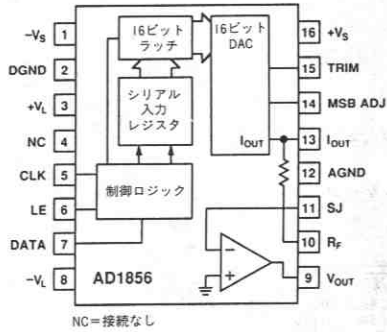 -VS 1
DGND 2
+VL 3
NC 4
CLK 5
LE 6
DATA 7
-VL 8
16ビット
ラッチ
シリアル
入力
レジスタ
制御ロジック
16ビット
DAC
IOUT
AD1856
16 +VS
15 TRIM
14 MSB ADJ
13 IOUT
12 AGND
11 SJ
10 RF
9 VOUT
-
+
NC=接続なし